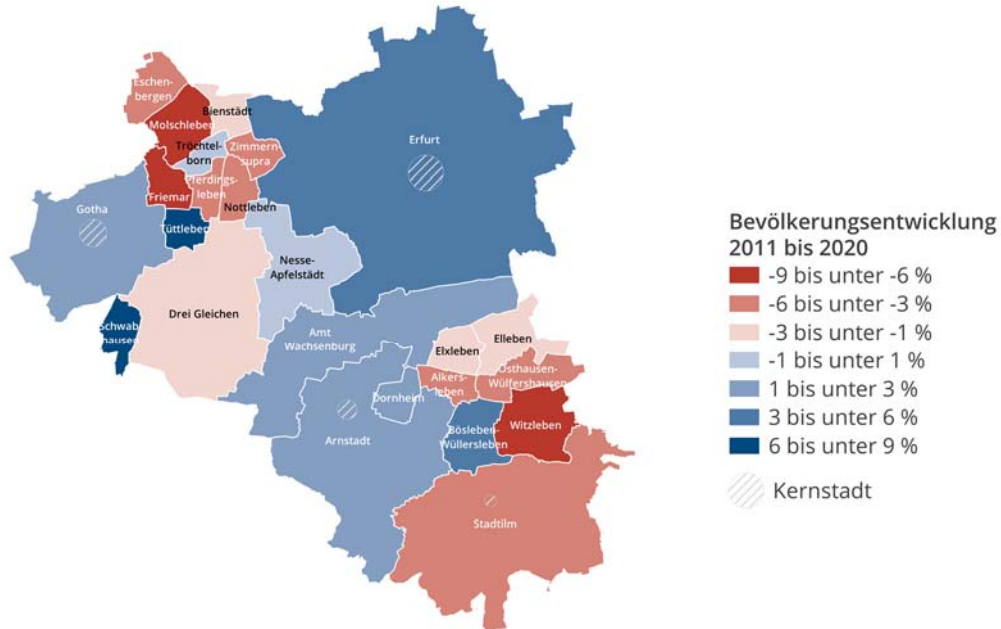 Eschen-
bergen
Bienstädt
Molschleben
Tröchtel-
born
Zimmern-
supra
Erfurt
Pferdings-
leben
Friemar
Nottleben
Gotha
Tüttleben
Nesse-
Apfelstädt
Drei Gleichen
Schwab
hausen
Amt
Wachsenburg
Elxleben
Elleben
Alkers-
leben
Osthausen-
Wülfershausen
Dornheim
Arnstadt
Bösleben-
Wüllersleben
Witzleben
Stadtilm
Bevölkerungsentwicklung
2011 bis 2020
-9 bis unter -6 %
-6 bis unter -3 %
-3 bis unter -1 %
-1 bis unter 1 %
1 bis unter 3 %
3 bis unter 6 %
6 bis unter 9 %
Kernstadt